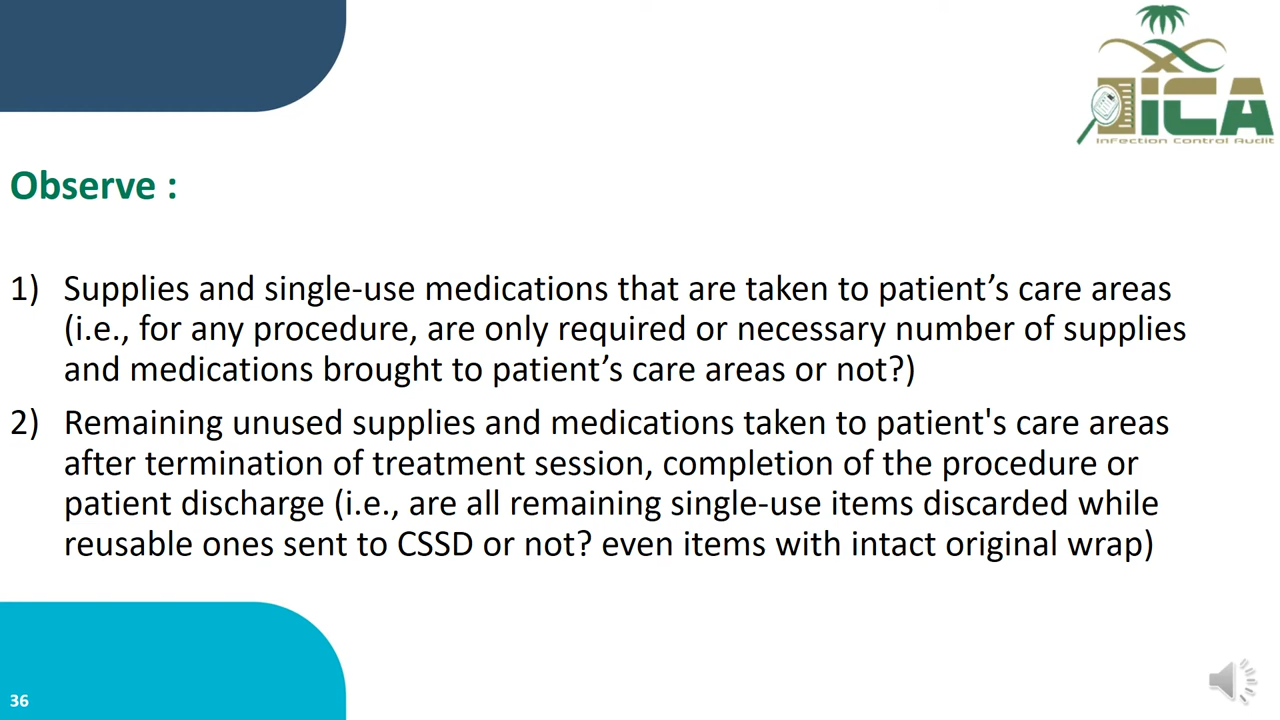 iCA
Infection Control Audit
Observe :
1) Supplies and single-use medications that are taken to patient’s care areas
(i.e., for any procedure, are only required or necessary number of supplies
and medications brought to patient’s care areas or not?)
2) Remaining unused supplies and medications taken to patient's care areas
after termination of treatment session, completion of the procedure or
patient discharge (i.e., are all remaining single-use items discarded while
reusable ones sent to CSSD or not? even items with intact original wrap)
36